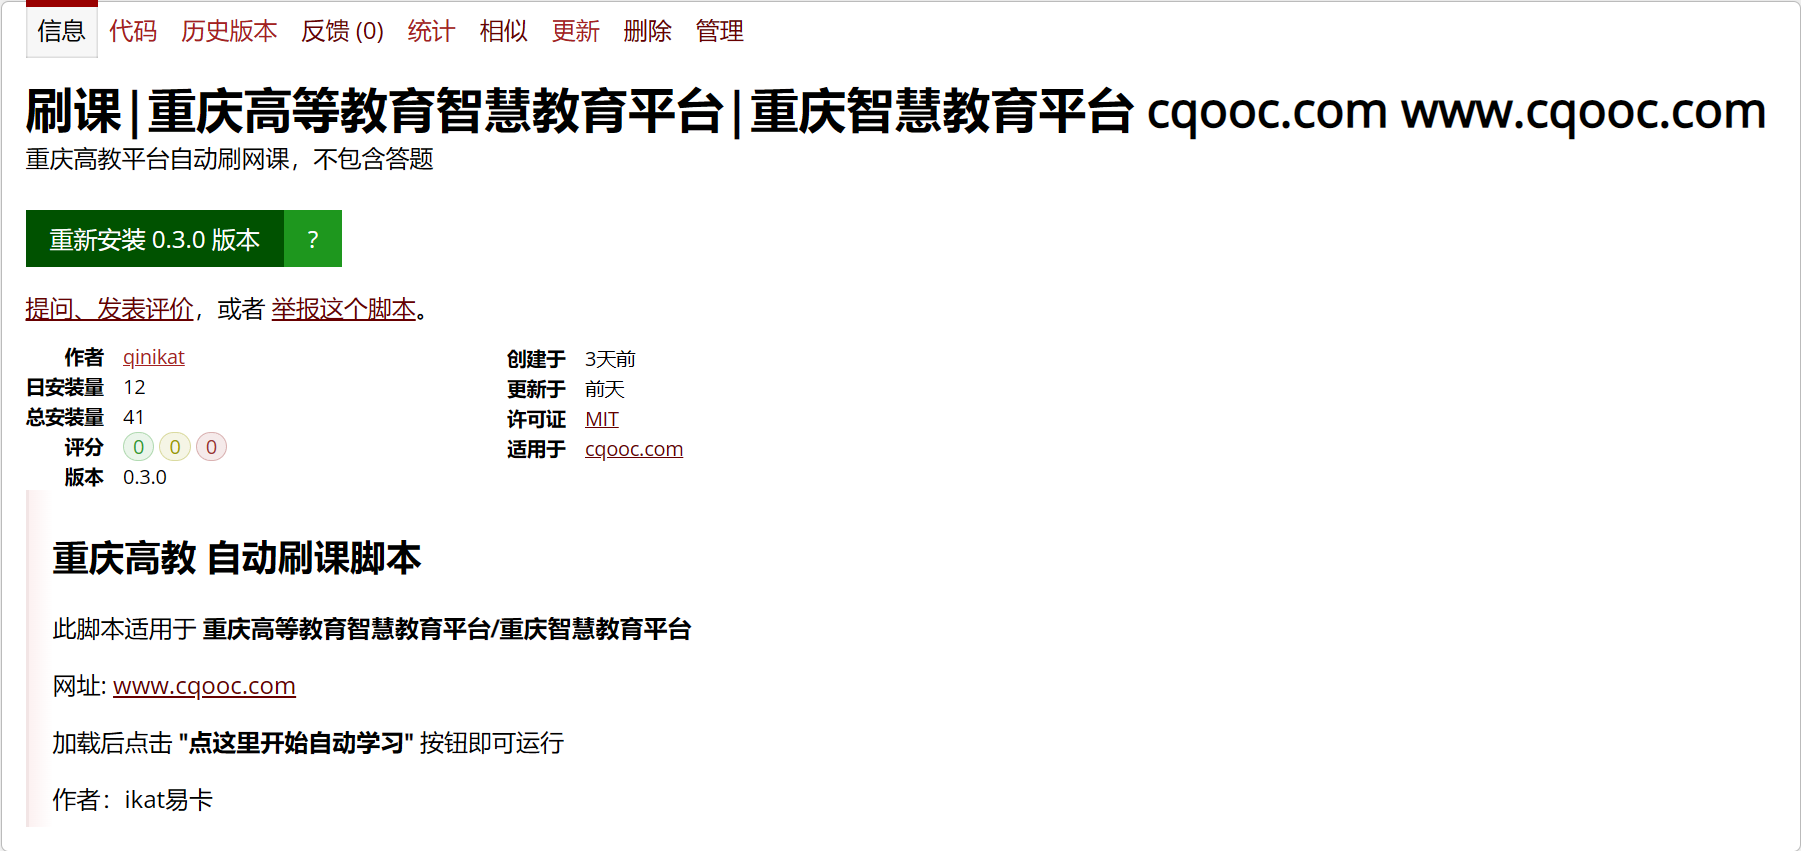 信息 代码 历史版本 反馈 (0) 统计 相似 更新 删除 管理
刷课|重庆高等教育智慧教育平台|重庆智慧教育平台 cqooc.com www.cqooc.com
重庆高教平台自动刷网课，不包含答题
重新安装 0.3.0 版本 ?
提问、发表评价，或者 举报这个脚本。
作者 qinikat
日安装量 12
总安装量 41
评分 0 0 0
版本 0.3.0
创建于 3天前
更新于 前天
许可证 MIT
适用于 cqooc.com
重庆高教 自动刷课脚本
此脚本适用于 重庆高等教育智慧教育平台/重庆智慧教育平台
网址: www.cqooc.com
加载后点击 "点这里开始自动学习" 按钮即可运行
作者：ikat易卡